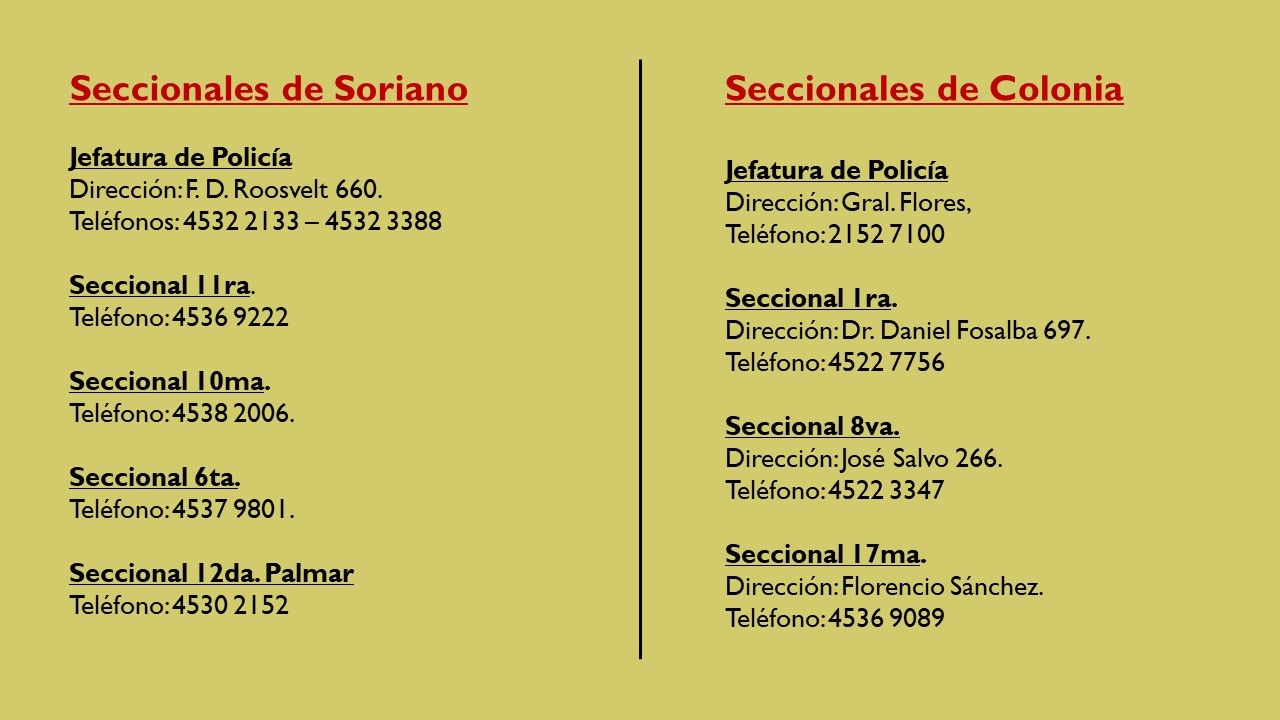 Seccionales de Soriano
Jefatura de Policía
Dirección: F. D. Roosvelt 660.
Teléfonos: 4532 2133 – 4532 3388
Seccional 11ra.
Teléfono: 4536 9222
Seccional 10ma.
Teléfono: 4538 2006.
Seccional 6ta.
Teléfono: 4537 9801.
Seccional 12da. Palmar
Teléfono: 4530 2152
Seccionales de Colonia
Jefatura de Policía
Dirección: Gral. Flores,
Teléfono: 2152 7100
Seccional 1ra.
Dirección: Dr. Daniel Fosalba 697.
Teléfono: 4522 7756
Seccional 8va.
Dirección: José Salvo 266.
Teléfono: 4522 3347
Seccional 17ma.
Dirección: Florencio Sánchez.
Teléfono: 4536 9089